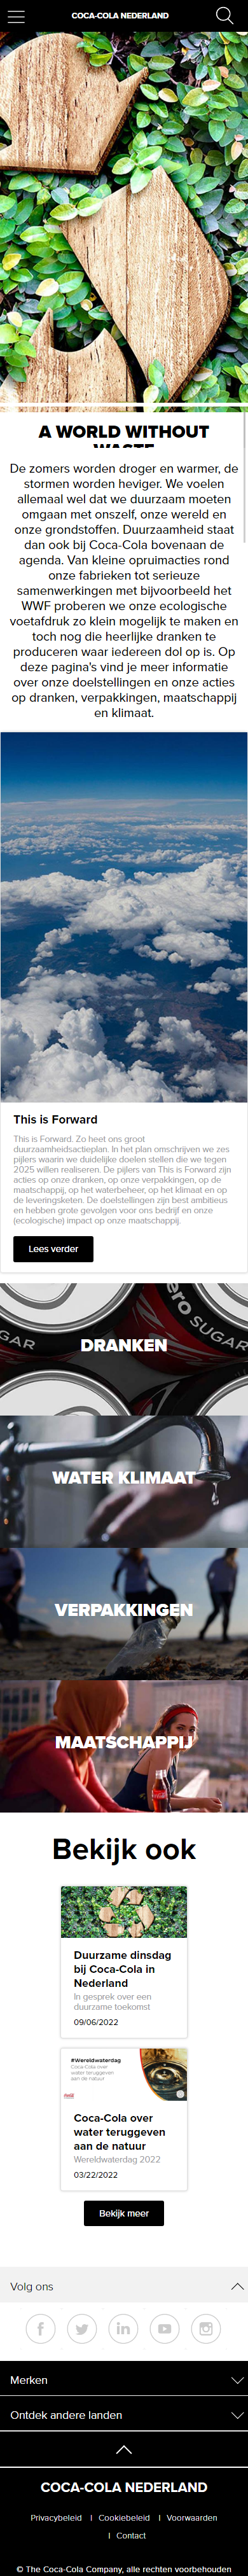 COCA-COLA NEDERLAND
A WORLD WITHOUT
WASTE
De zomers worden droger en warmer, de
stormen worden heviger. We voelen
allemaal wel dat we duurzaam moeten
omgaan met onszelf, onze wereld en
onze grondstoffen. Duurzaamheid staat
dan ook bij Coca-Cola bovenaan de
agenda. Van kleine opruimacties rond
onze fabrieken tot serieuze
samenwerkingen met bijvoorbeeld het
WWF proberen we onze ecologische
voetafdruk zo klein mogelijk te maken en
toch nog die heerlijke dranken te
produceren waar iedereen dol op is. Op
deze pagina's vind je meer informatie
over onze doelstellingen en onze acties
op dranken, verpakkingen, maatschappij
en klimaat.
This is Forward
This is Forward. Zo heet ons groot
duurzaamheidsactieplan. In het plan omschrijven we zes
pijlers waarin we duidelijke doelen stellen die we tegen
2025 willen realiseren. De pijlers van This is Forward zijn
acties op onze dranken, op onze verpakkingen, op de
maatschappij, op het waterbeheer, op het klimaat en op
de leveringsketen. De doelstellingen zijn best ambitieus
en hebben grote gevolgen voor ons bedrijf en onze
(ecologische) impact op onze maatschappij.
Lees verder
GAR
ero SUGAR
DRANKEN
WATER KLIMAAT
VERPAKKINGEN
MAATSCHAPPIJ
Bekijk ook
Duurzame dinsdag
bij Coca-Cola in
Nederland
In gesprek over een
duurzame toekomst
09/06/2022
#Wereldwaterdag
Coca-Cola over
water teruggeven
aan de natuur
Coca-Cola over
water teruggeven
aan de natuur
Wereldwaterdag 2022
03/22/2022
Bekijk meer
Volg ons
Merken
Ontdek andere landen
COCA-COLA NEDERLAND
Privacybeleid | Cookiebeleid | Voorwaarden
| Contact
© The Coca-Cola Company, alle rechten voorbehouden